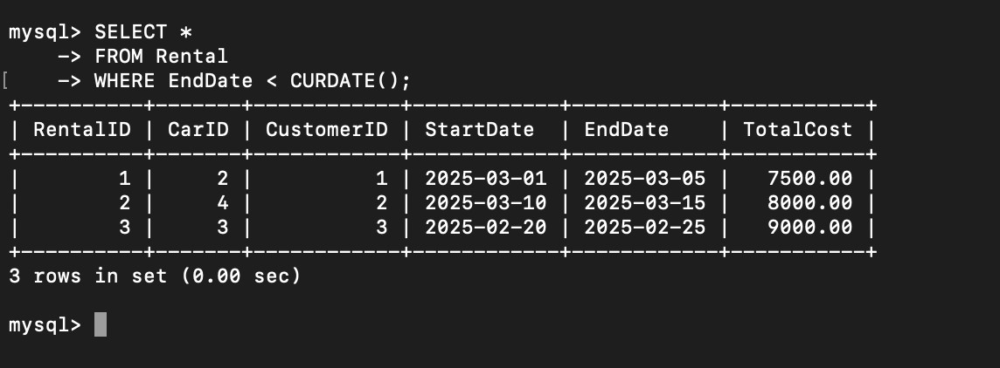 mysql> SELECT *
    -> FROM Rental
[    -> WHERE EndDate < CURDATE();
+----------+-------+------------+------------+------------+-----------+
| RentalID | CarID | CustomerID | StartDate  | EndDate    | TotalCost |
+----------+-------+------------+------------+------------+-----------+
|        1 |     2 |          1 | 2025-03-01 | 2025-03-05 |   7500.00 |
|        2 |     4 |          2 | 2025-03-10 | 2025-03-15 |   8000.00 |
|        3 |     3 |          3 | 2025-02-20 | 2025-02-25 |   9000.00 |
+----------+-------+------------+------------+------------+-----------+
3 rows in set (0.00 sec)
mysql>